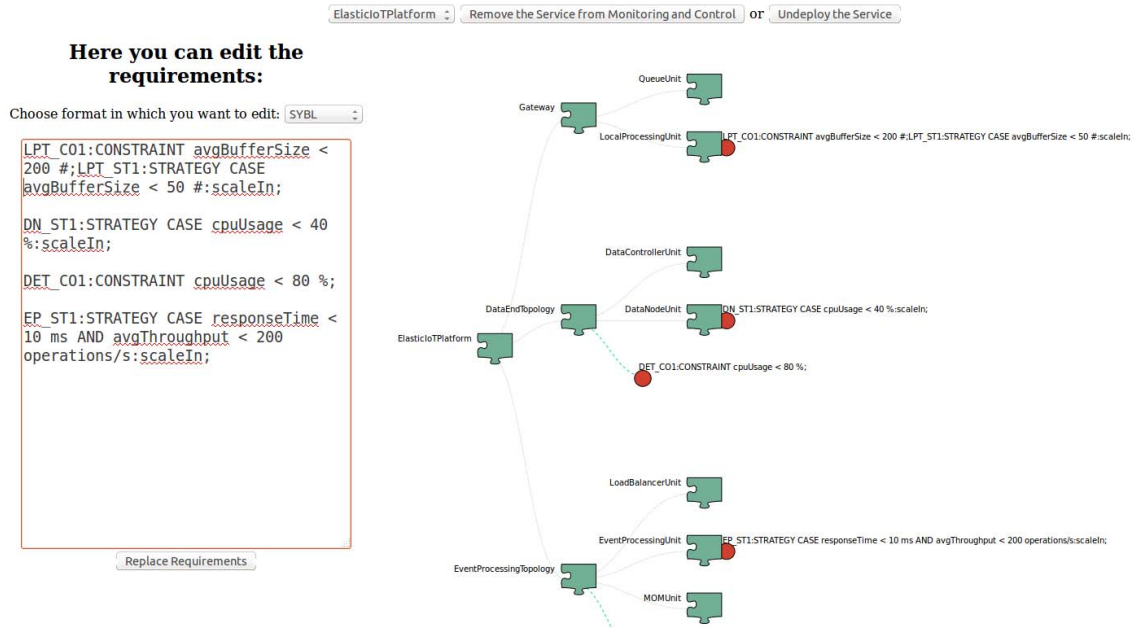 ElasticIoTPlatform Remove the Service from Monitoring and Control or Undeploy the Service
Here you can edit the
requirements:
Choose format in which you want to edit: SYBL
LPT_CO1:CONSTRAINT avgBufferSize <
200 #;LPT_ST1:STRATEGY CASE
avgBufferSize < 50 #:scaleIn;
DN_ST1:STRATEGY CASE cpuUsage < 40
%:scaleIn;
DET_CO1:CONSTRAINT cpuUsage < 80 %;
EP_ST1:STRATEGY CASE responseTime <
10 ms AND avgThroughput < 200
operations/s:scaleIn;
Replace Requirements
QueueUnit
Gateway
LocalProcessingUnit LPT_CO1:CONSTRAINT avgBufferSize < 200 #;LPT_ST1:STRATEGY CASE avgBufferSize < 50 #:scaleIn;
DataControllerUnit
DataEndTopology
DataNodeUnit DN_ST1:STRATEGY CASE cpuUsage < 40 %:scaleIn;
ElasticIoTPlatform
DET_CO1:CONSTRAINT cpuUsage < 80 %;
LoadBalancerUnit
EventProcessingUnit EP_ST1:STRATEGY CASE responseTime < 10 ms AND avgThroughput < 200 operations/s:scaleIn;
EventProcessingTopology
MOMUnit